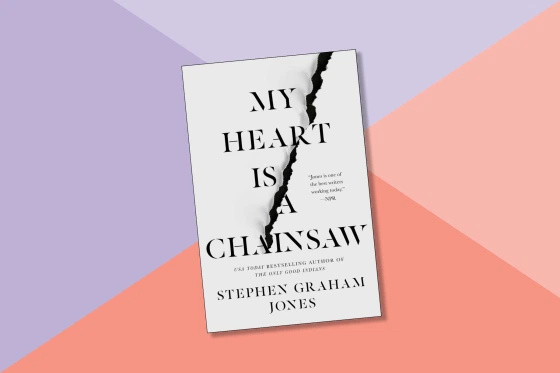 MY
HEART
IS
A
CHAINSAW
"Jones is one of
the best writers
working today."
—NPR
USA TODAY BESTSELLING AUTHOR OF
THE ONLY GOOD INDIANS
STEPHEN GRAHAM
JONES